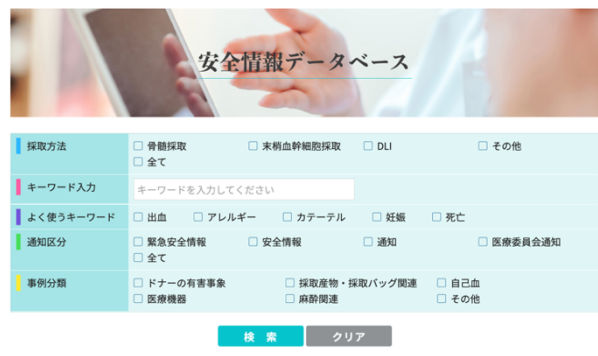 安全情報データベース
採取方法 骨髄採取 末梢血幹細胞採取 DLI その他
全て
キーワード入力 キーワードを入力してください
よく使うキーワード 出血 アレルギー カテーテル 妊娠 死亡
通知区分 緊急安全情報 安全情報 通知 医療委員会通知
全て
事例分類 ドナーの有害事象 採取産物・採取バッグ関連 自己血
医療機器 麻酔関連 その他
検 索 クリア